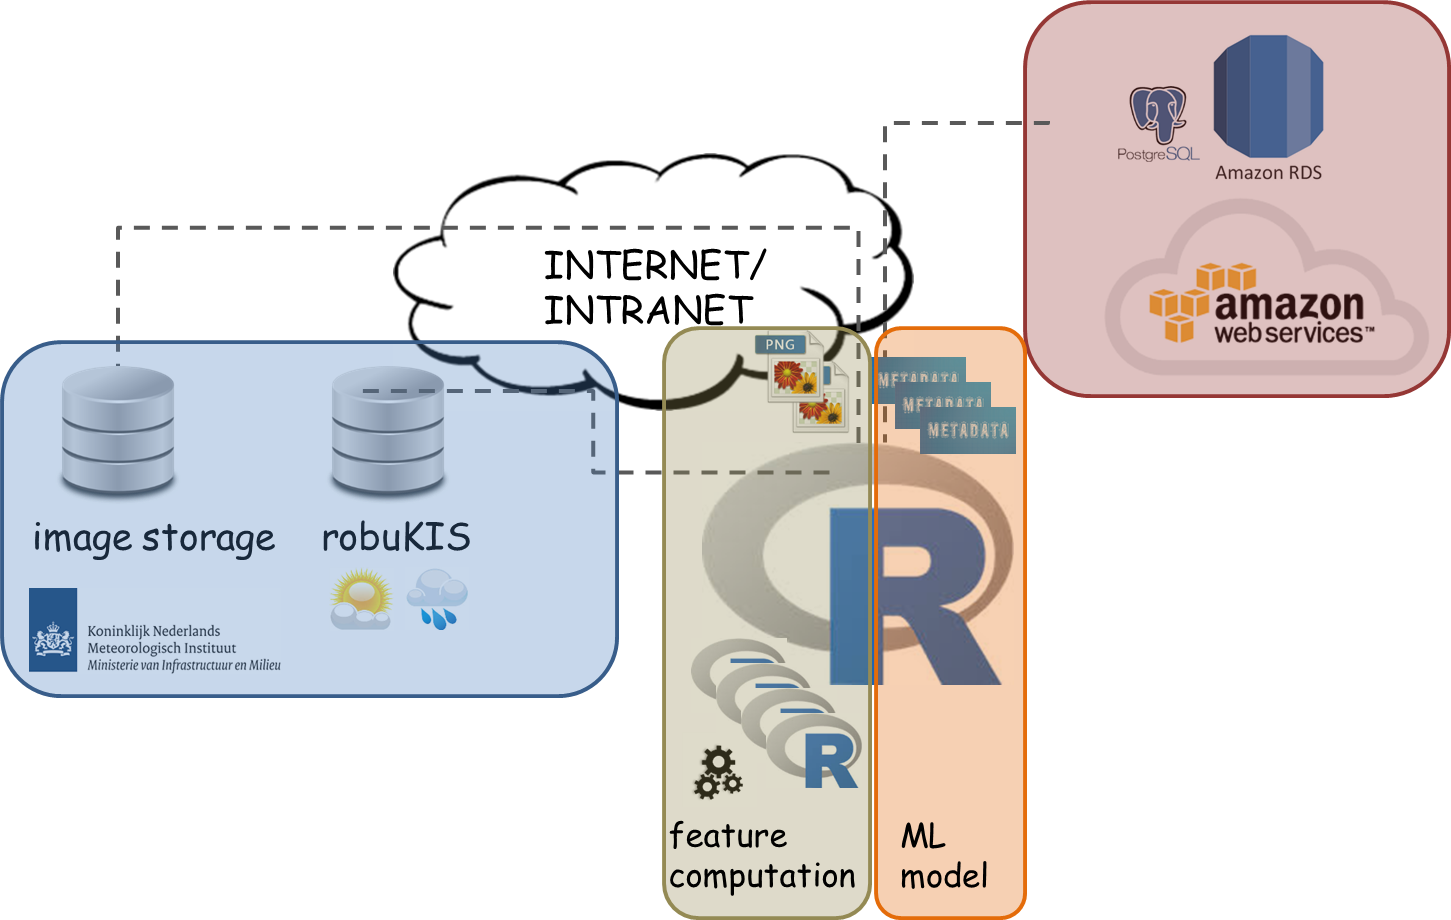 PostgreSQL
Amazon RDS
amazon
webservices™
INTERNET/
INTRANET
image storage
robuKIS
Koninklijk Nederlands
Meteorologisch Instituut
Ministerie van Infrastructuur en Milieu
PNG
METADATA
METADATA
METADATA
R
R
feature
computation
ML
model